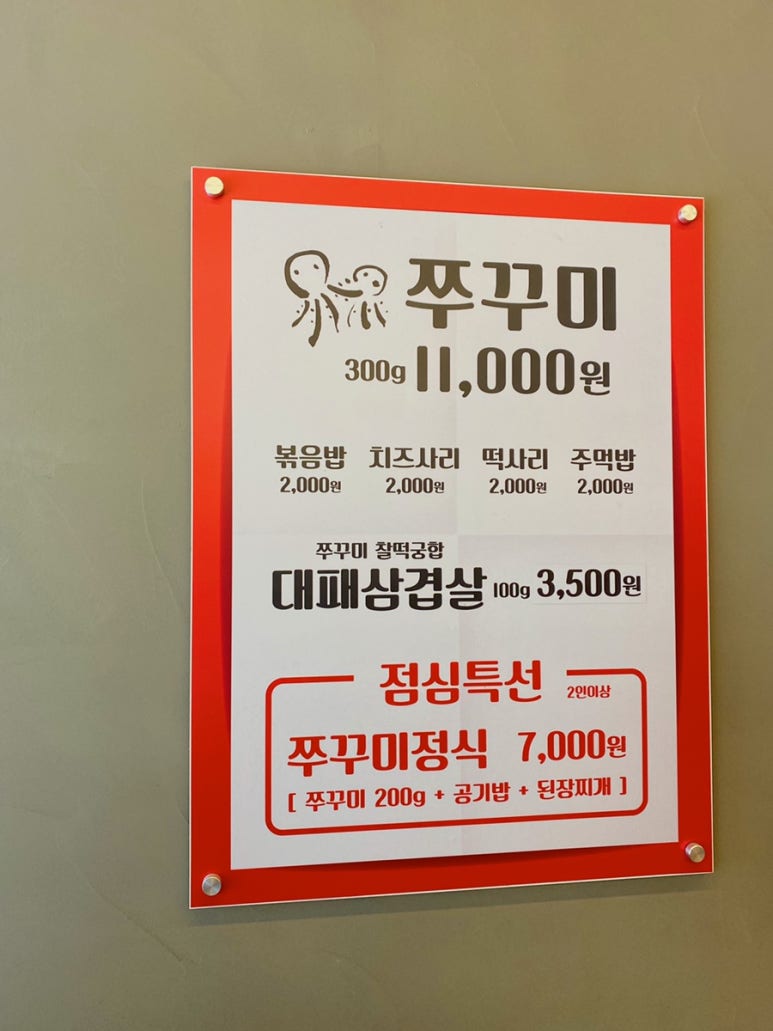 쭈꾸미
300g 11,000원
볶음밥 치즈사리 떡사리 주먹밥
2,000원 2,000원 2,000원 2,000원
쭈꾸미 찰떡궁합
대패삼겹살 100g 3,500원
점심특선 2인이상
쭈꾸미정식 7,000원
[ 쭈꾸미 200g + 공기밥 + 된장찌개 ]